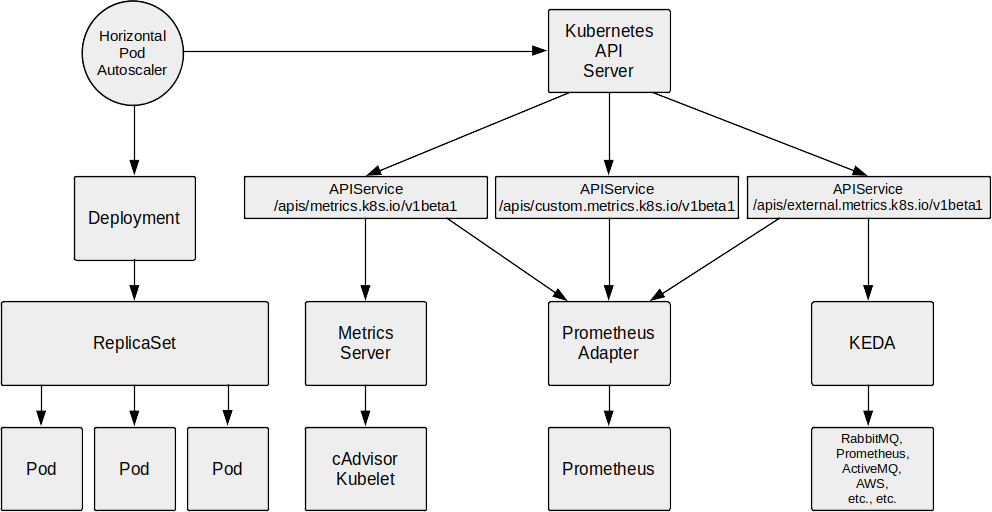 Horizontal
Pod
Autoscaler
Kubernetes
API
Server
Deployment
APIService
/apis/metrics.k8s.io/v1beta1
APIService
/apis/custom.metrics.k8s.io/v1beta1
APIService
/apis/external.metrics.k8s.io/v1beta1
ReplicaSet
Metrics
Server
Prometheus
Adapter
KEDA
Pod
Pod
Pod
cAdvisor
Kubelet
Prometheus
RabbitMQ,
Prometheus,
ActiveMQ,
AWS,
etc., etc.